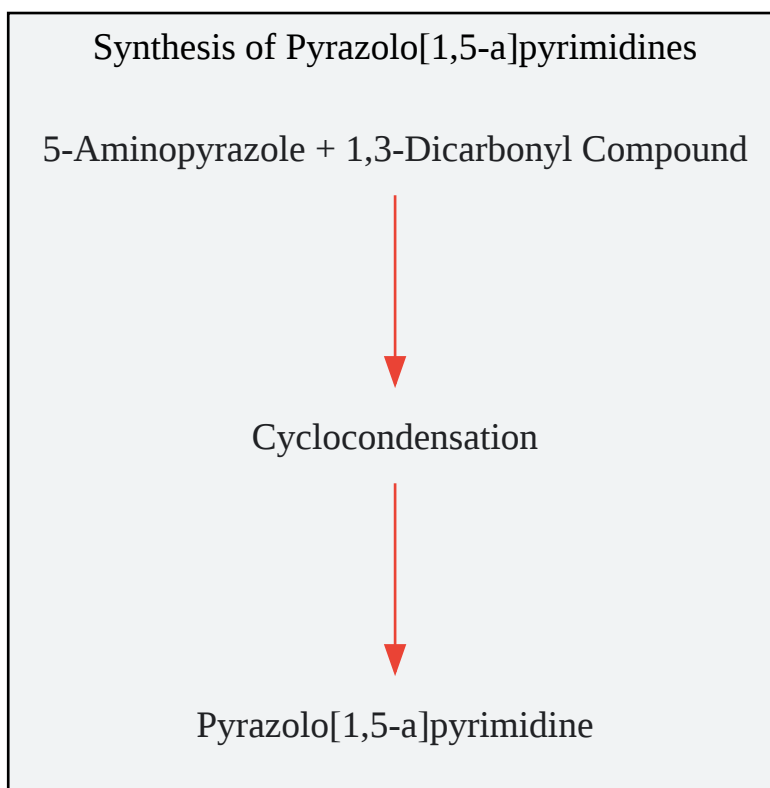 Synthesis of Pyrazolo[1,5-a]pyrimidines
5-Aminopyrazole + 1,3-Dicarbonyl Compound
Cyclocondensation
Pyrazolo[1,5-a]pyrimidine